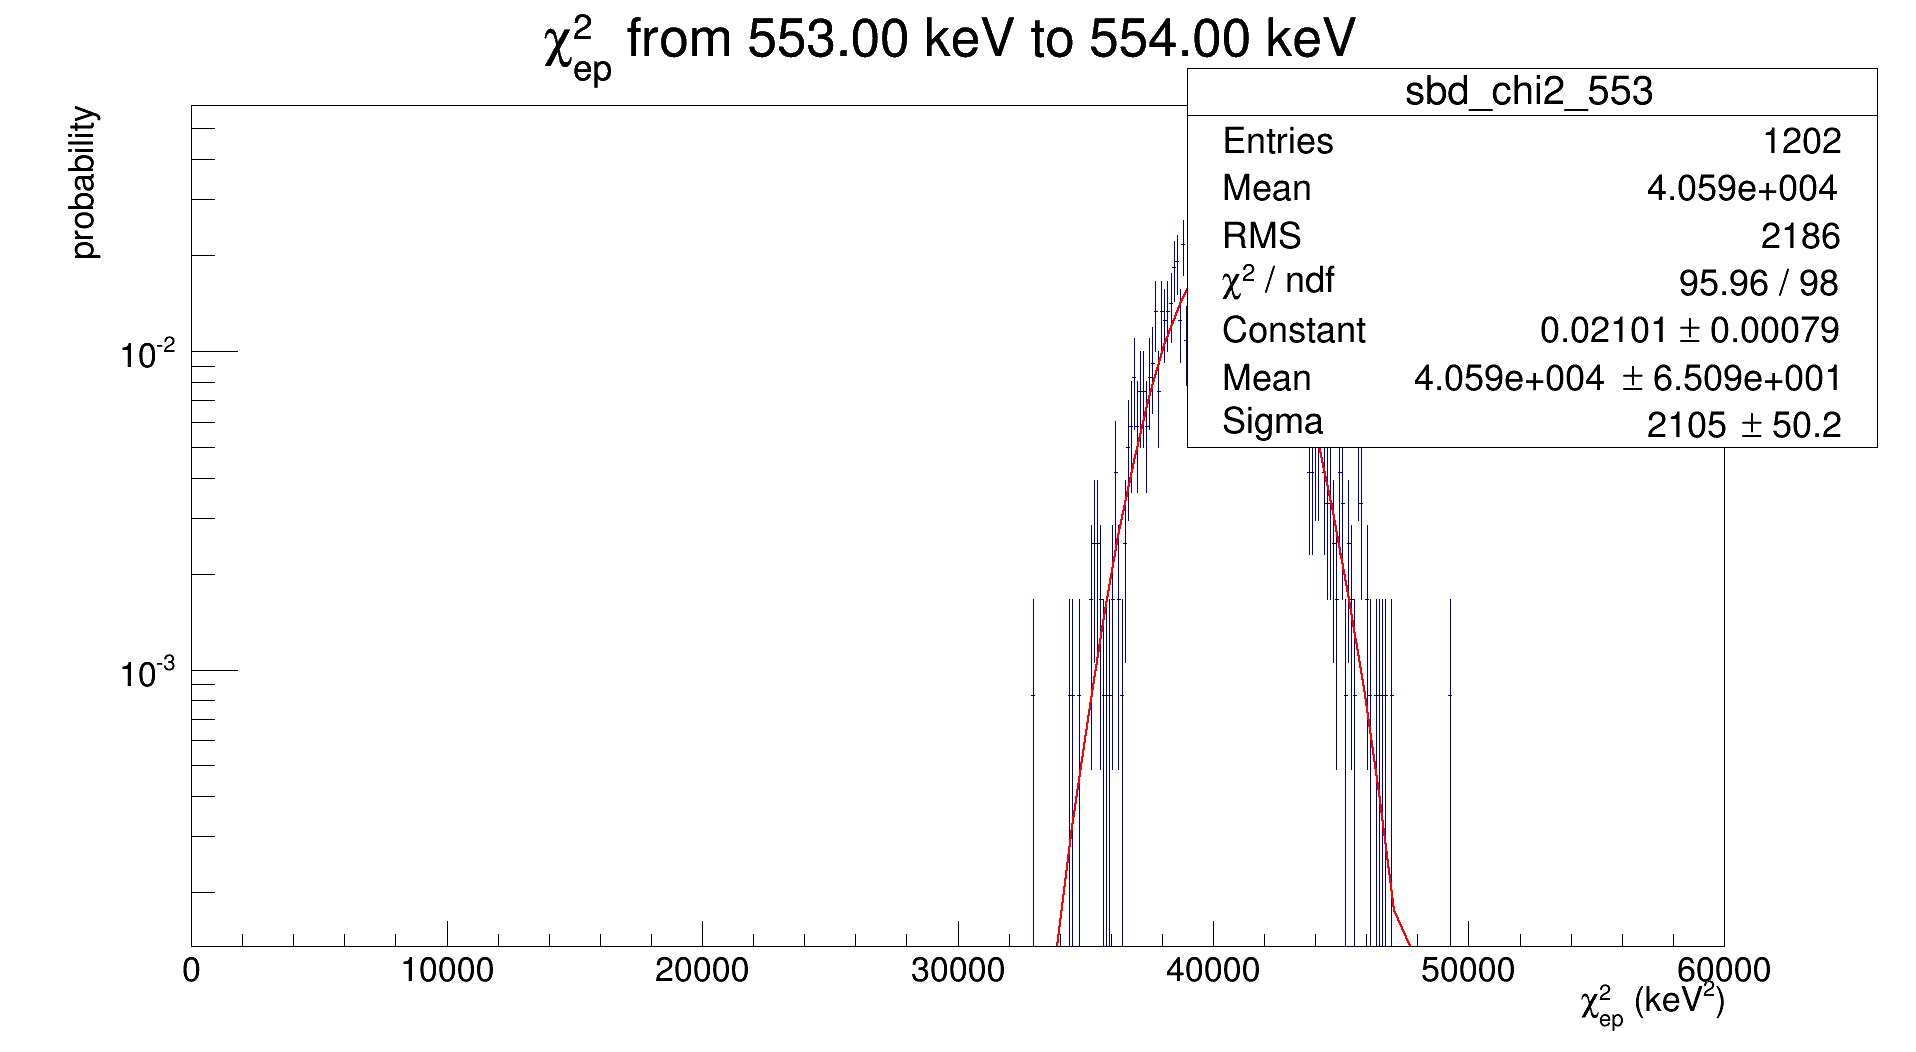 χ²ep from 553.00 keV to 554.00 keV
probability
sbd_chi2_553
Entries 1202
Mean 4.059e+004
RMS 2186
χ² / ndf 95.96 / 98
Constant 0.02101 ± 0.00079
Mean 4.059e+004 ± 6.509e+001
Sigma 2105 ± 50.2
10⁻²
10⁻³
0 10000 20000 30000 40000 50000 60000
χ²ep (keV²)